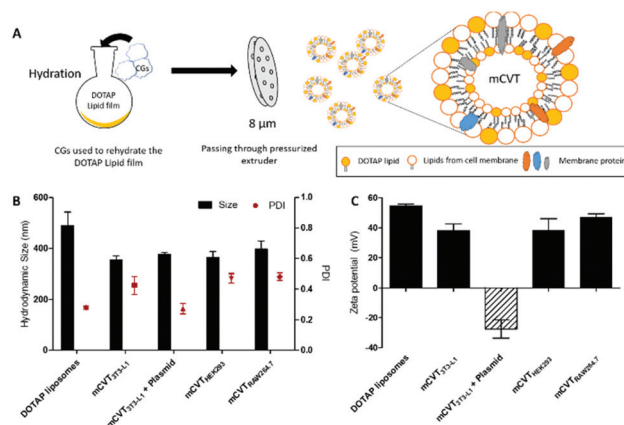 A
Hydration
CGs
DOTAP
Lipid film
CGs used to rehydrate the
DOTAP Lipid film
8 µm
Passing through pressurized
extruder
mCVT
DOTAP lipid
Lipids from cell membrane
Membrane protein
B
Size
PDI
Hydrodynamic Size (nm)
600
400
200
0
1.0
0.8
0.6
0.4
0.2
0.0
PDI
DOTAP liposomes
mCVT3T3-L1
mCVT3T3-L1 + Plasmid
mCVTHEK293
mCVTRAW264.7
C
Zeta potential
(mV)
60
40
20
0
-20
-40
DOTAP liposomes
mCVT3T3-L1
mCVT3T3-L1 + Plasmid
mCVTHEK293
mCVTRAW264.7